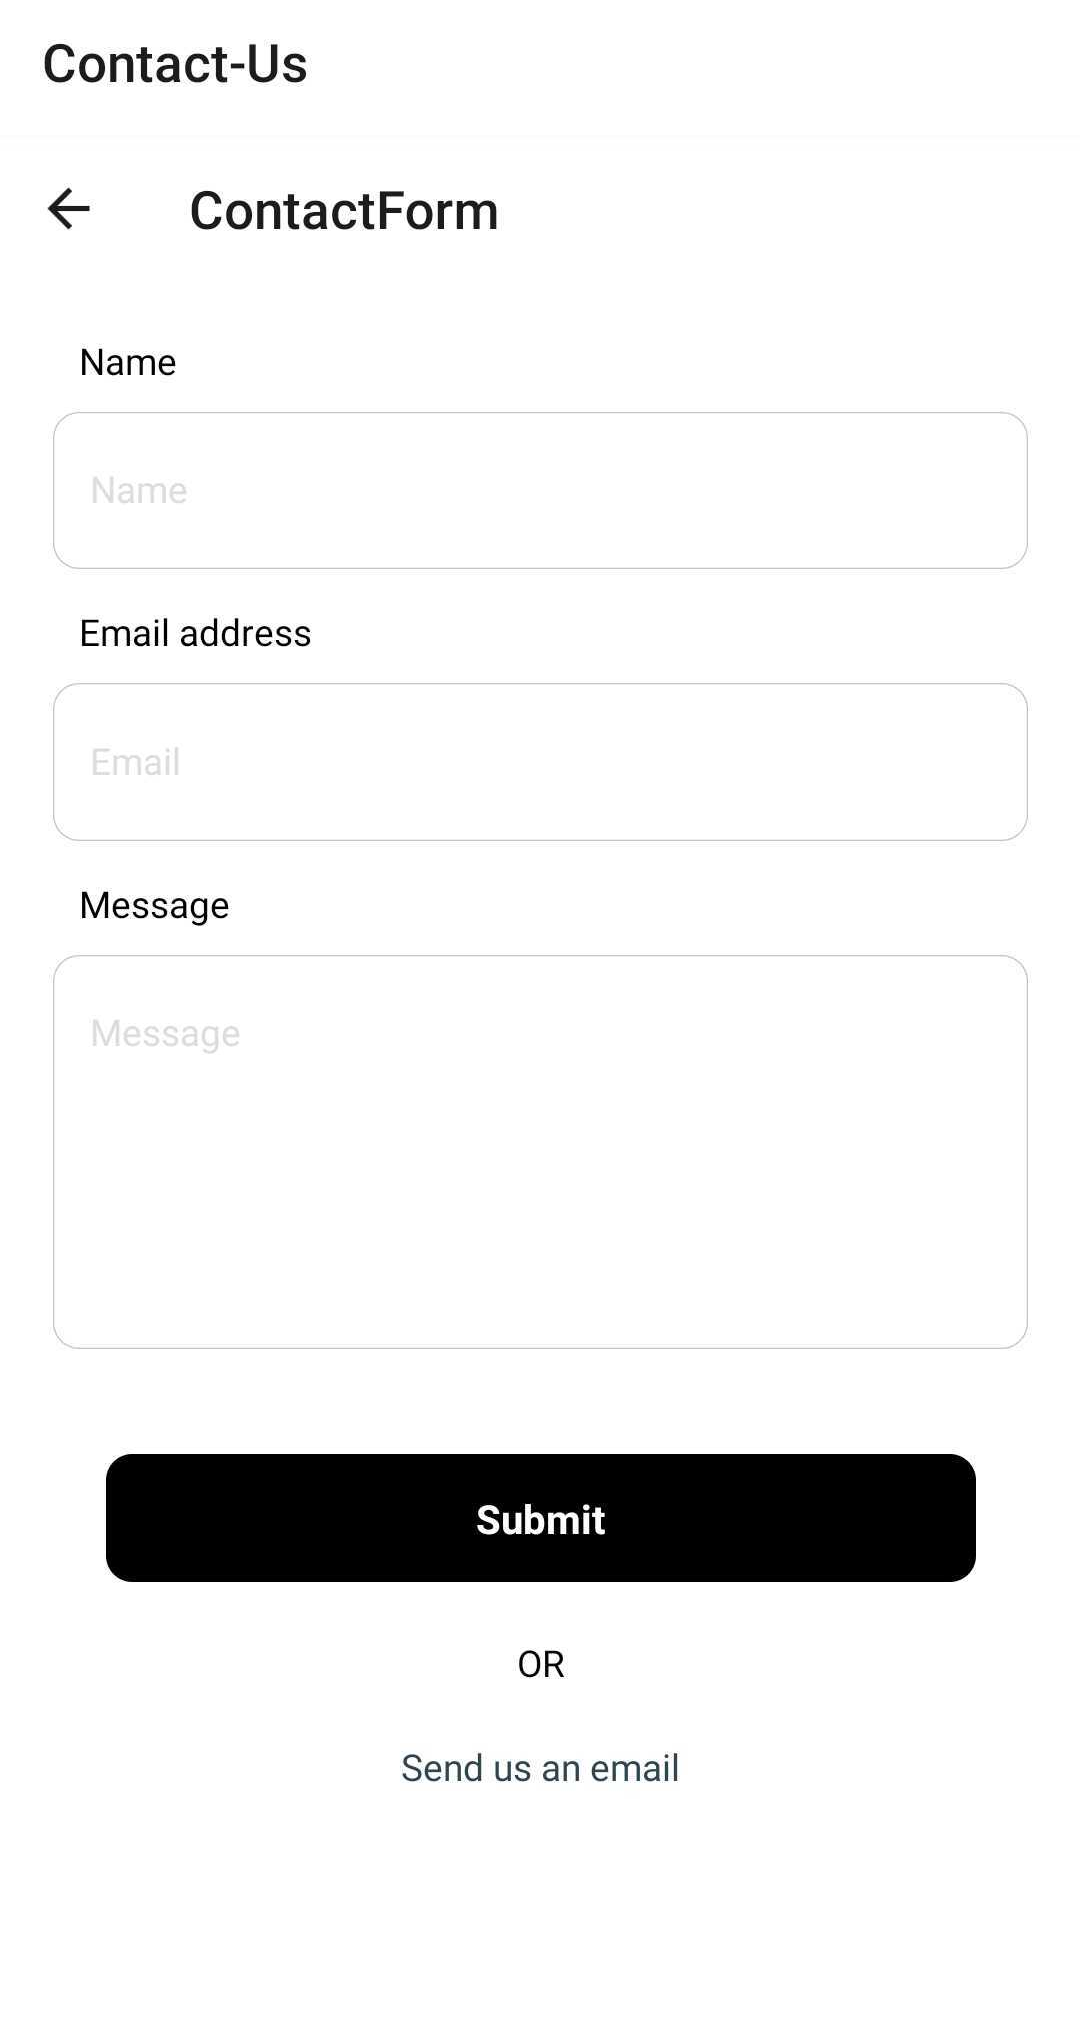 Contact-Us
ContactForm
Name
Name
Email address
Email
Message
Message
Submit
OR
Send us an email